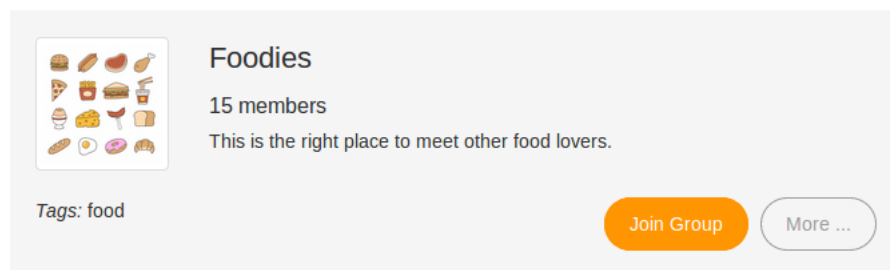 Foodies
15 members
This is the right place to meet other food lovers.
Tags: food
Join Group
More ...